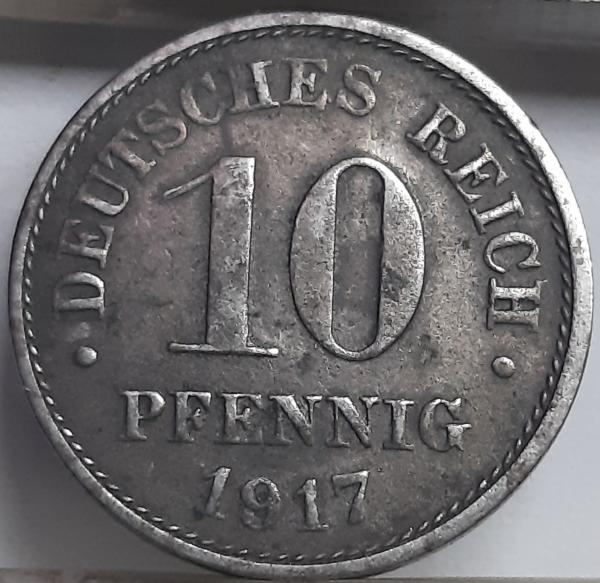 DEUTSCHES REICH
10
PFENNIG
1917